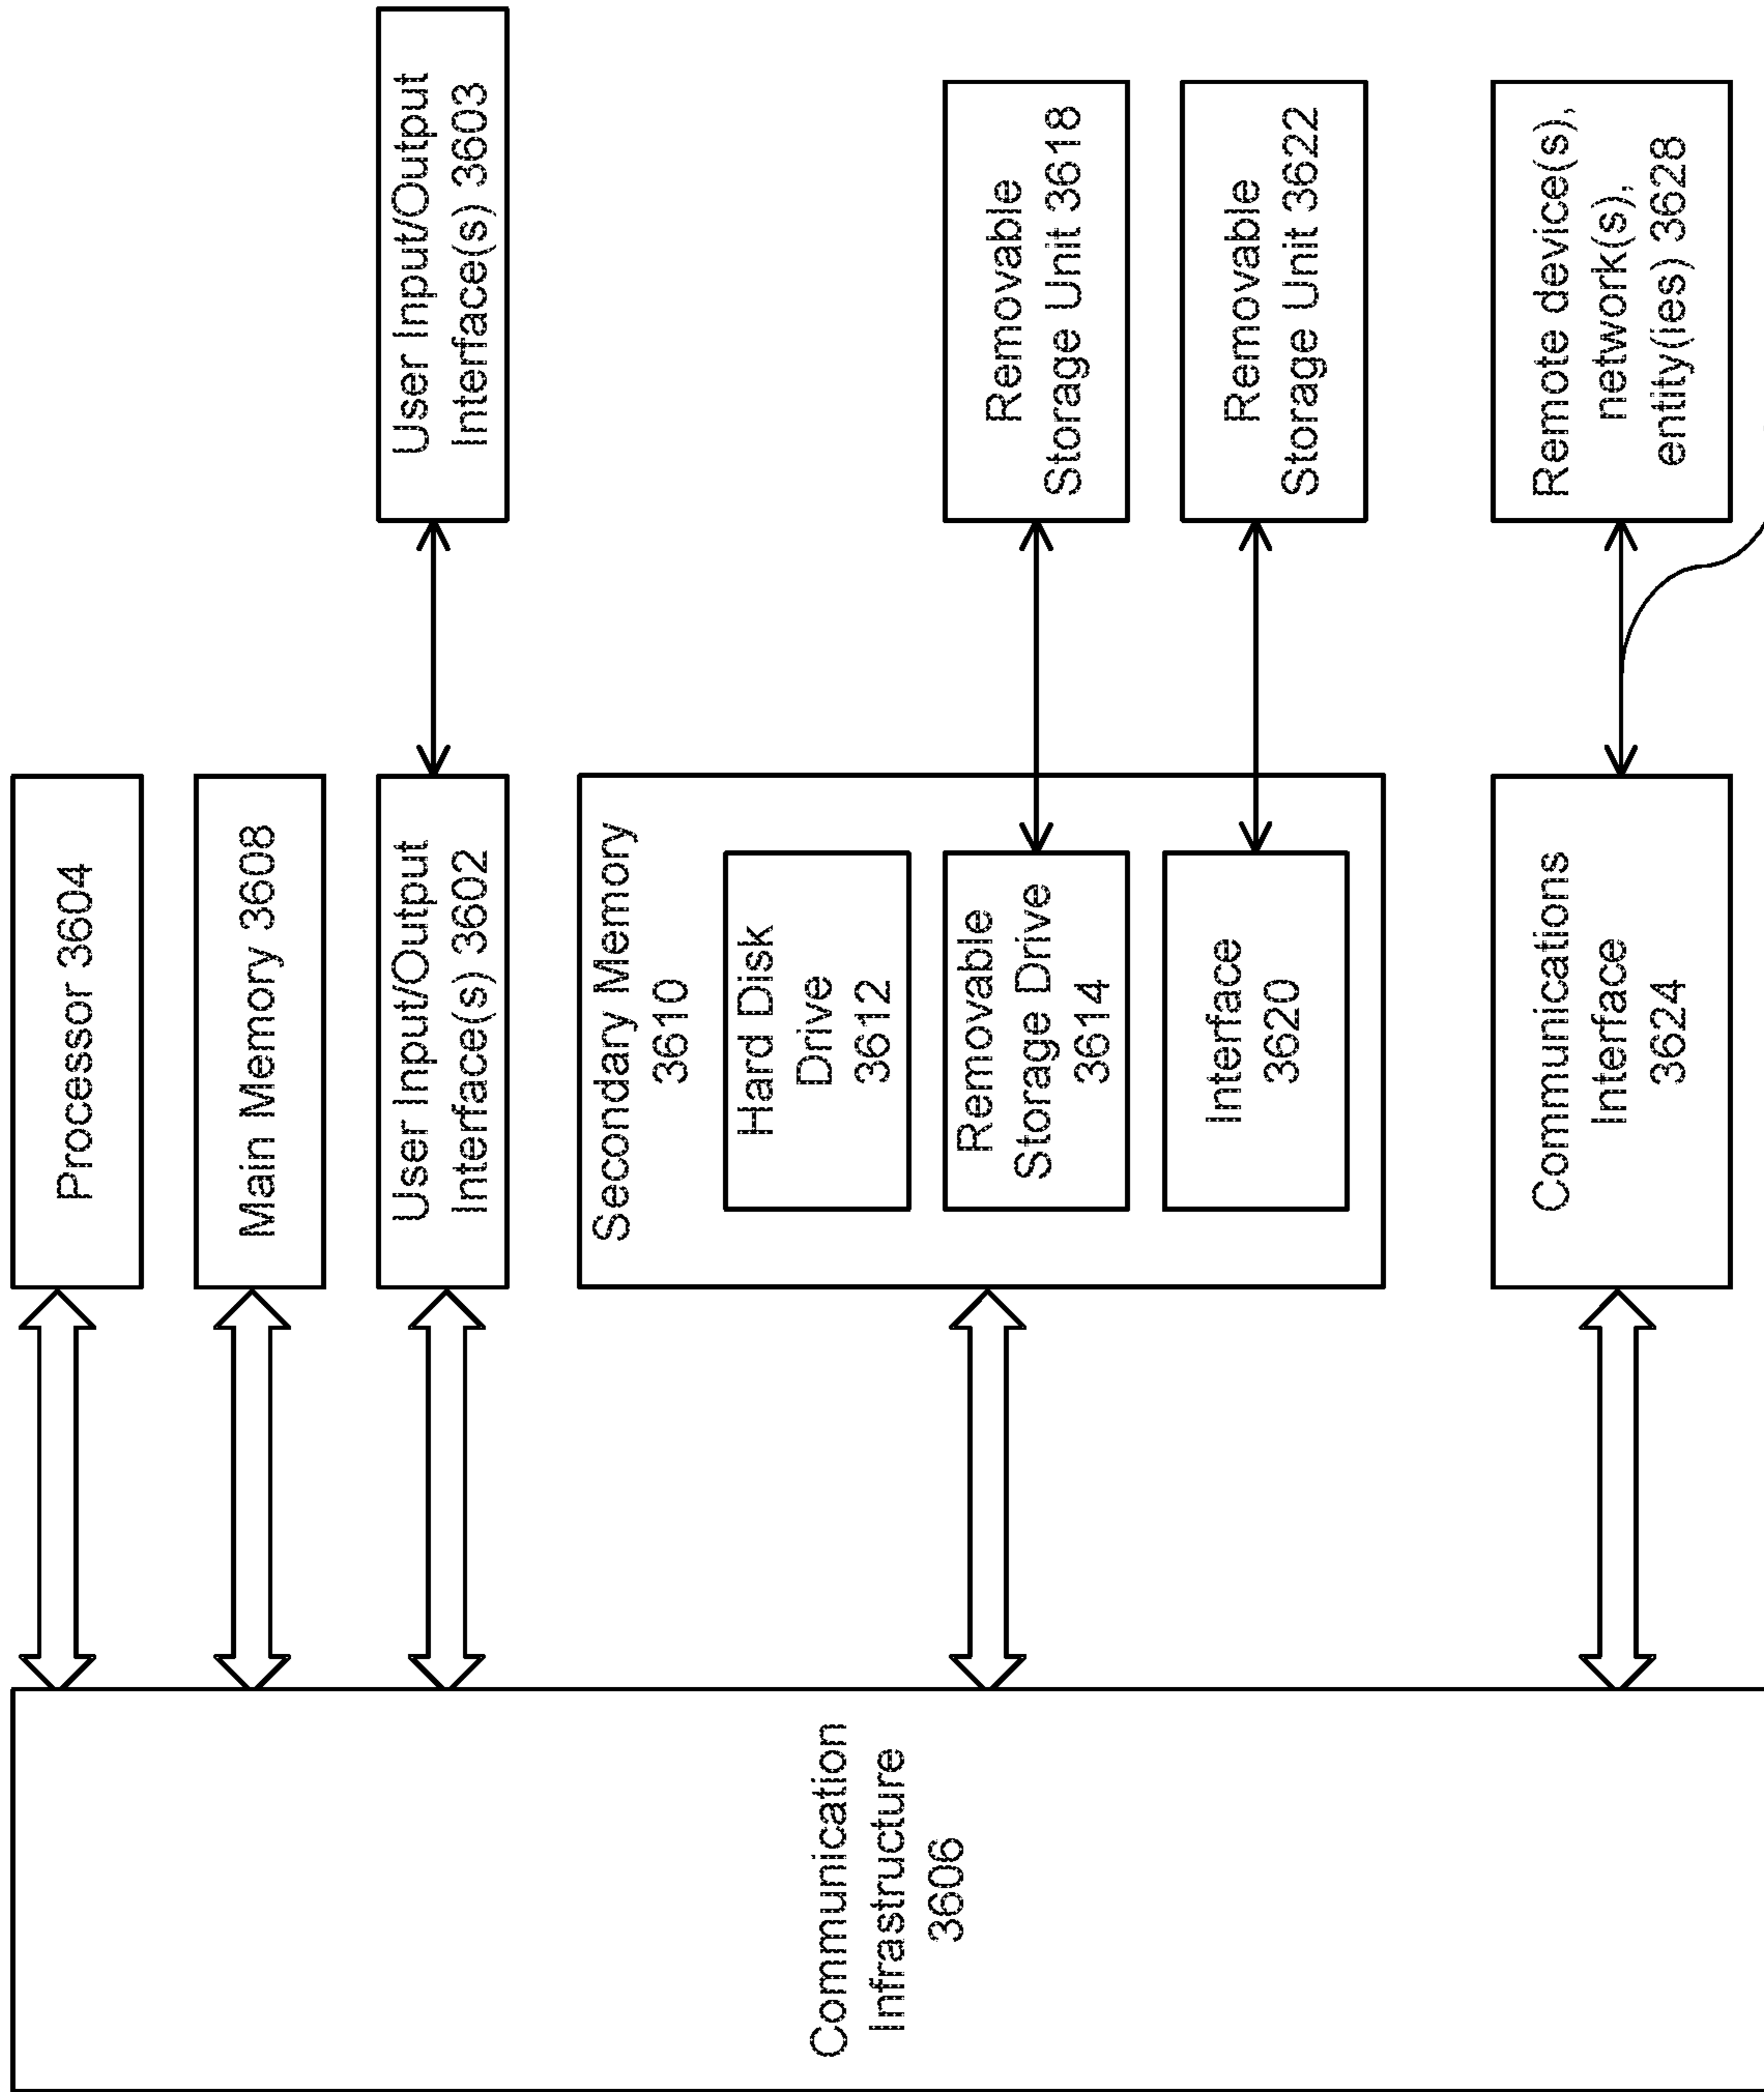 Processor 3604
Main Memory 3608
User Input/Output
Interface(s) 3602
User Input/Output
Interface(s) 3603
Communication
Infrastructure
3606
Secondary Memory
3610
Hard Disk
Drive
3612
Removable
Storage Drive
3614
Removable
Storage Unit 3618
Interface
3620
Removable
Storage Unit 3622
Communications
Interface
3624
Remote device(s),
network(s),
entity(ies) 3628